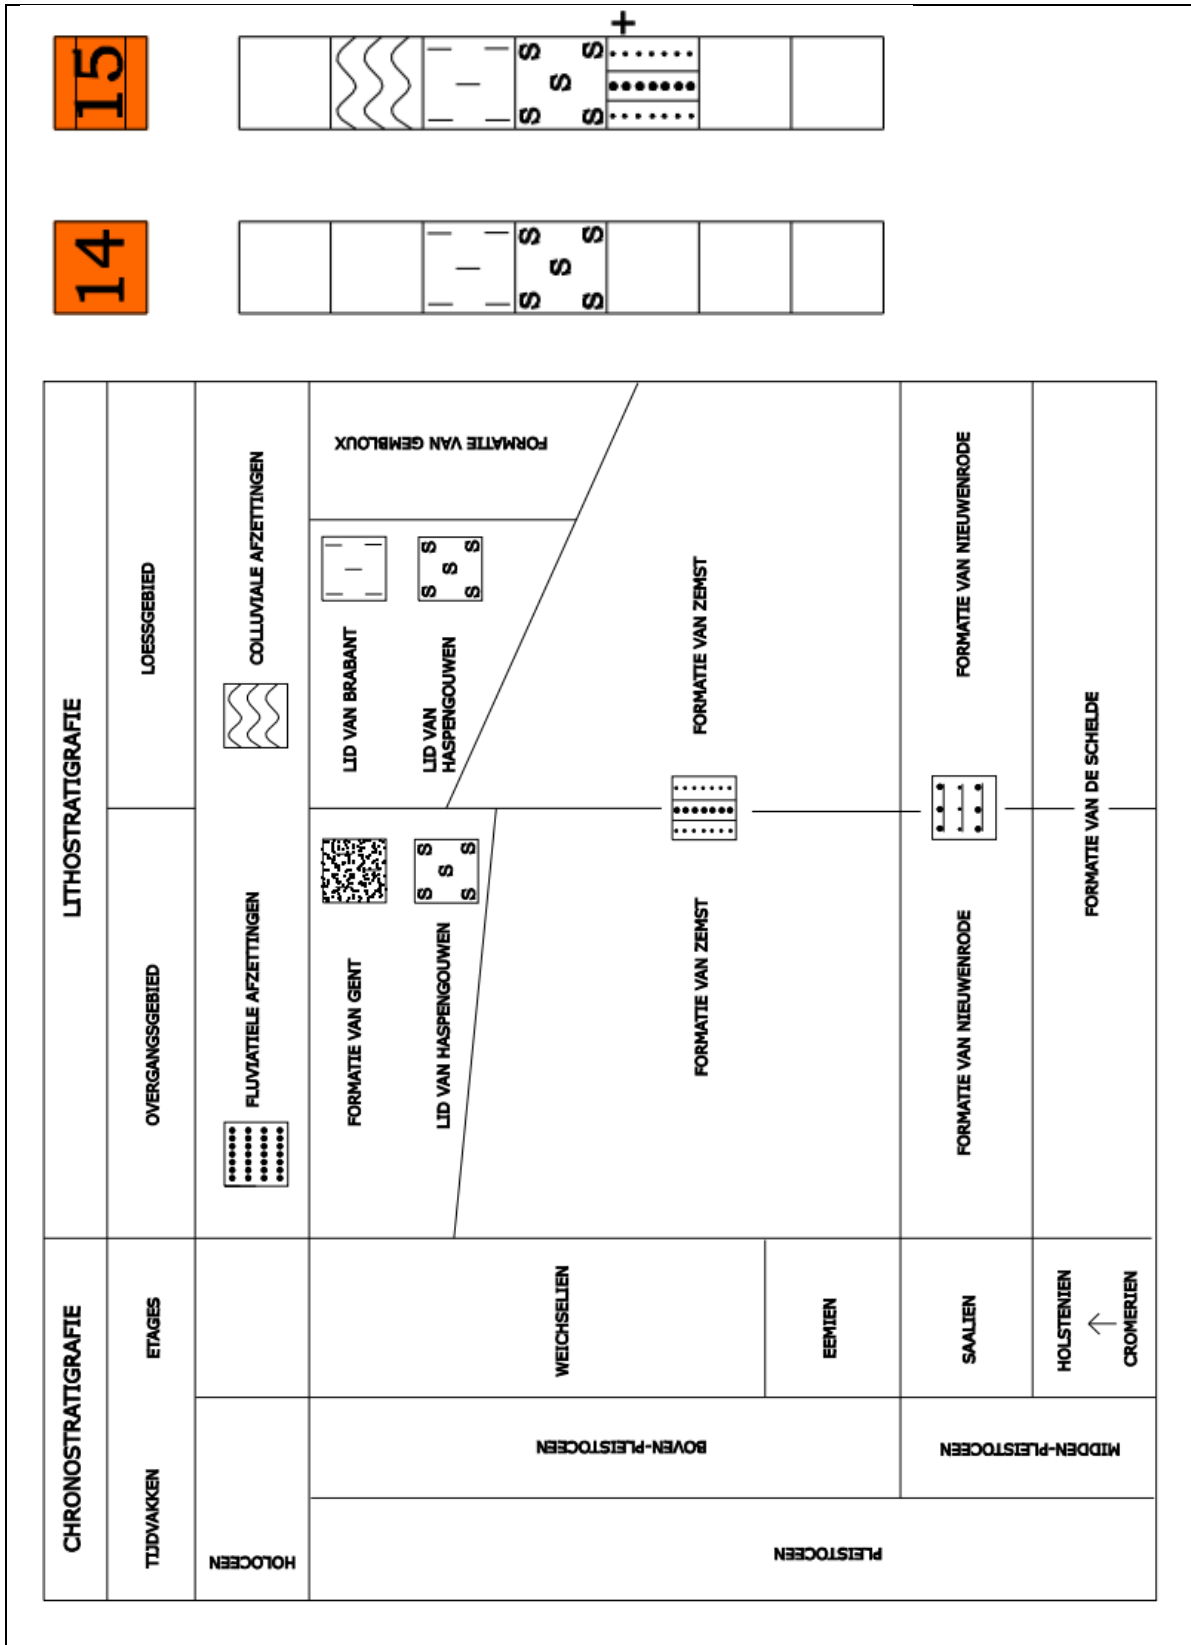 CHRONOSTRATIGRAFIE
LITHOSTRATIGRAFIE
TIJDVAKKEN
ETAGES
OVERGANGSGEBIED
LOESSGEBIED
HOLOCEEN
FLUVIATIELE AFZETTINGEN
COLLUVIALE AFZETTINGEN
PLEISTOCEEN
BOVEN-PLEISTOCEEN
WEICHSELIEN
FORMATIE VAN GENT
LID VAN HASPENGOUWEN
LID VAN BRABANT
LID VAN
HASPENGOUWEN
FORMATIE VAN GEMBLOUX
S S
S
S S
S S
S
S S
EEMIEN
FORMATIE VAN ZEMST
FORMATIE VAN ZEMST
MIDDEN-PLEISTOCEEN
SAALIEN
FORMATIE VAN NIEUWENRODE
FORMATIE VAN NIEUWENRODE
HOLSTENIEN
CROMERIEN
FORMATIE VAN DE SCHELDE
14
S S
S
S S
15
S S
S
S S
+